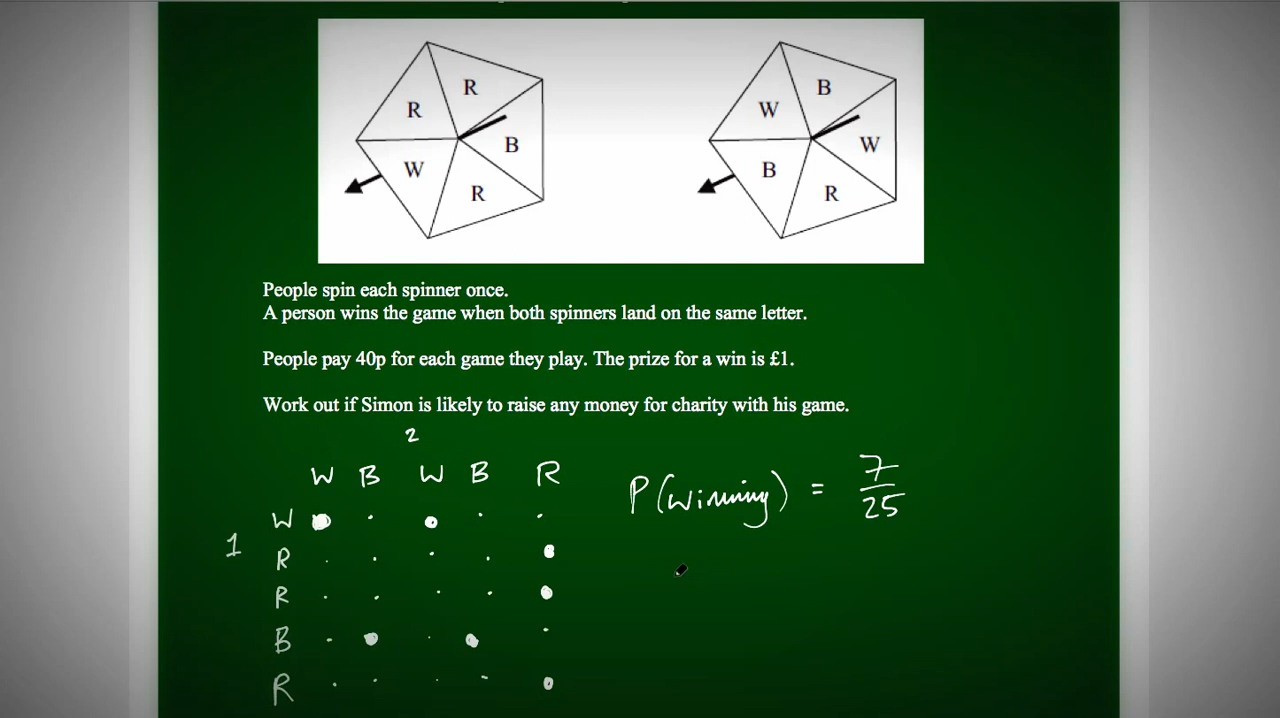 R R B W R
B W W B R
People spin each spinner once.
A person wins the game when both spinners land on the same letter.
People pay 40p for each game they play. The prize for a win is £1.
Work out if Simon is likely to raise any money for charity with his game.
2
W B W B R
P(winning) = 7/25
W
1
R
R
B
R